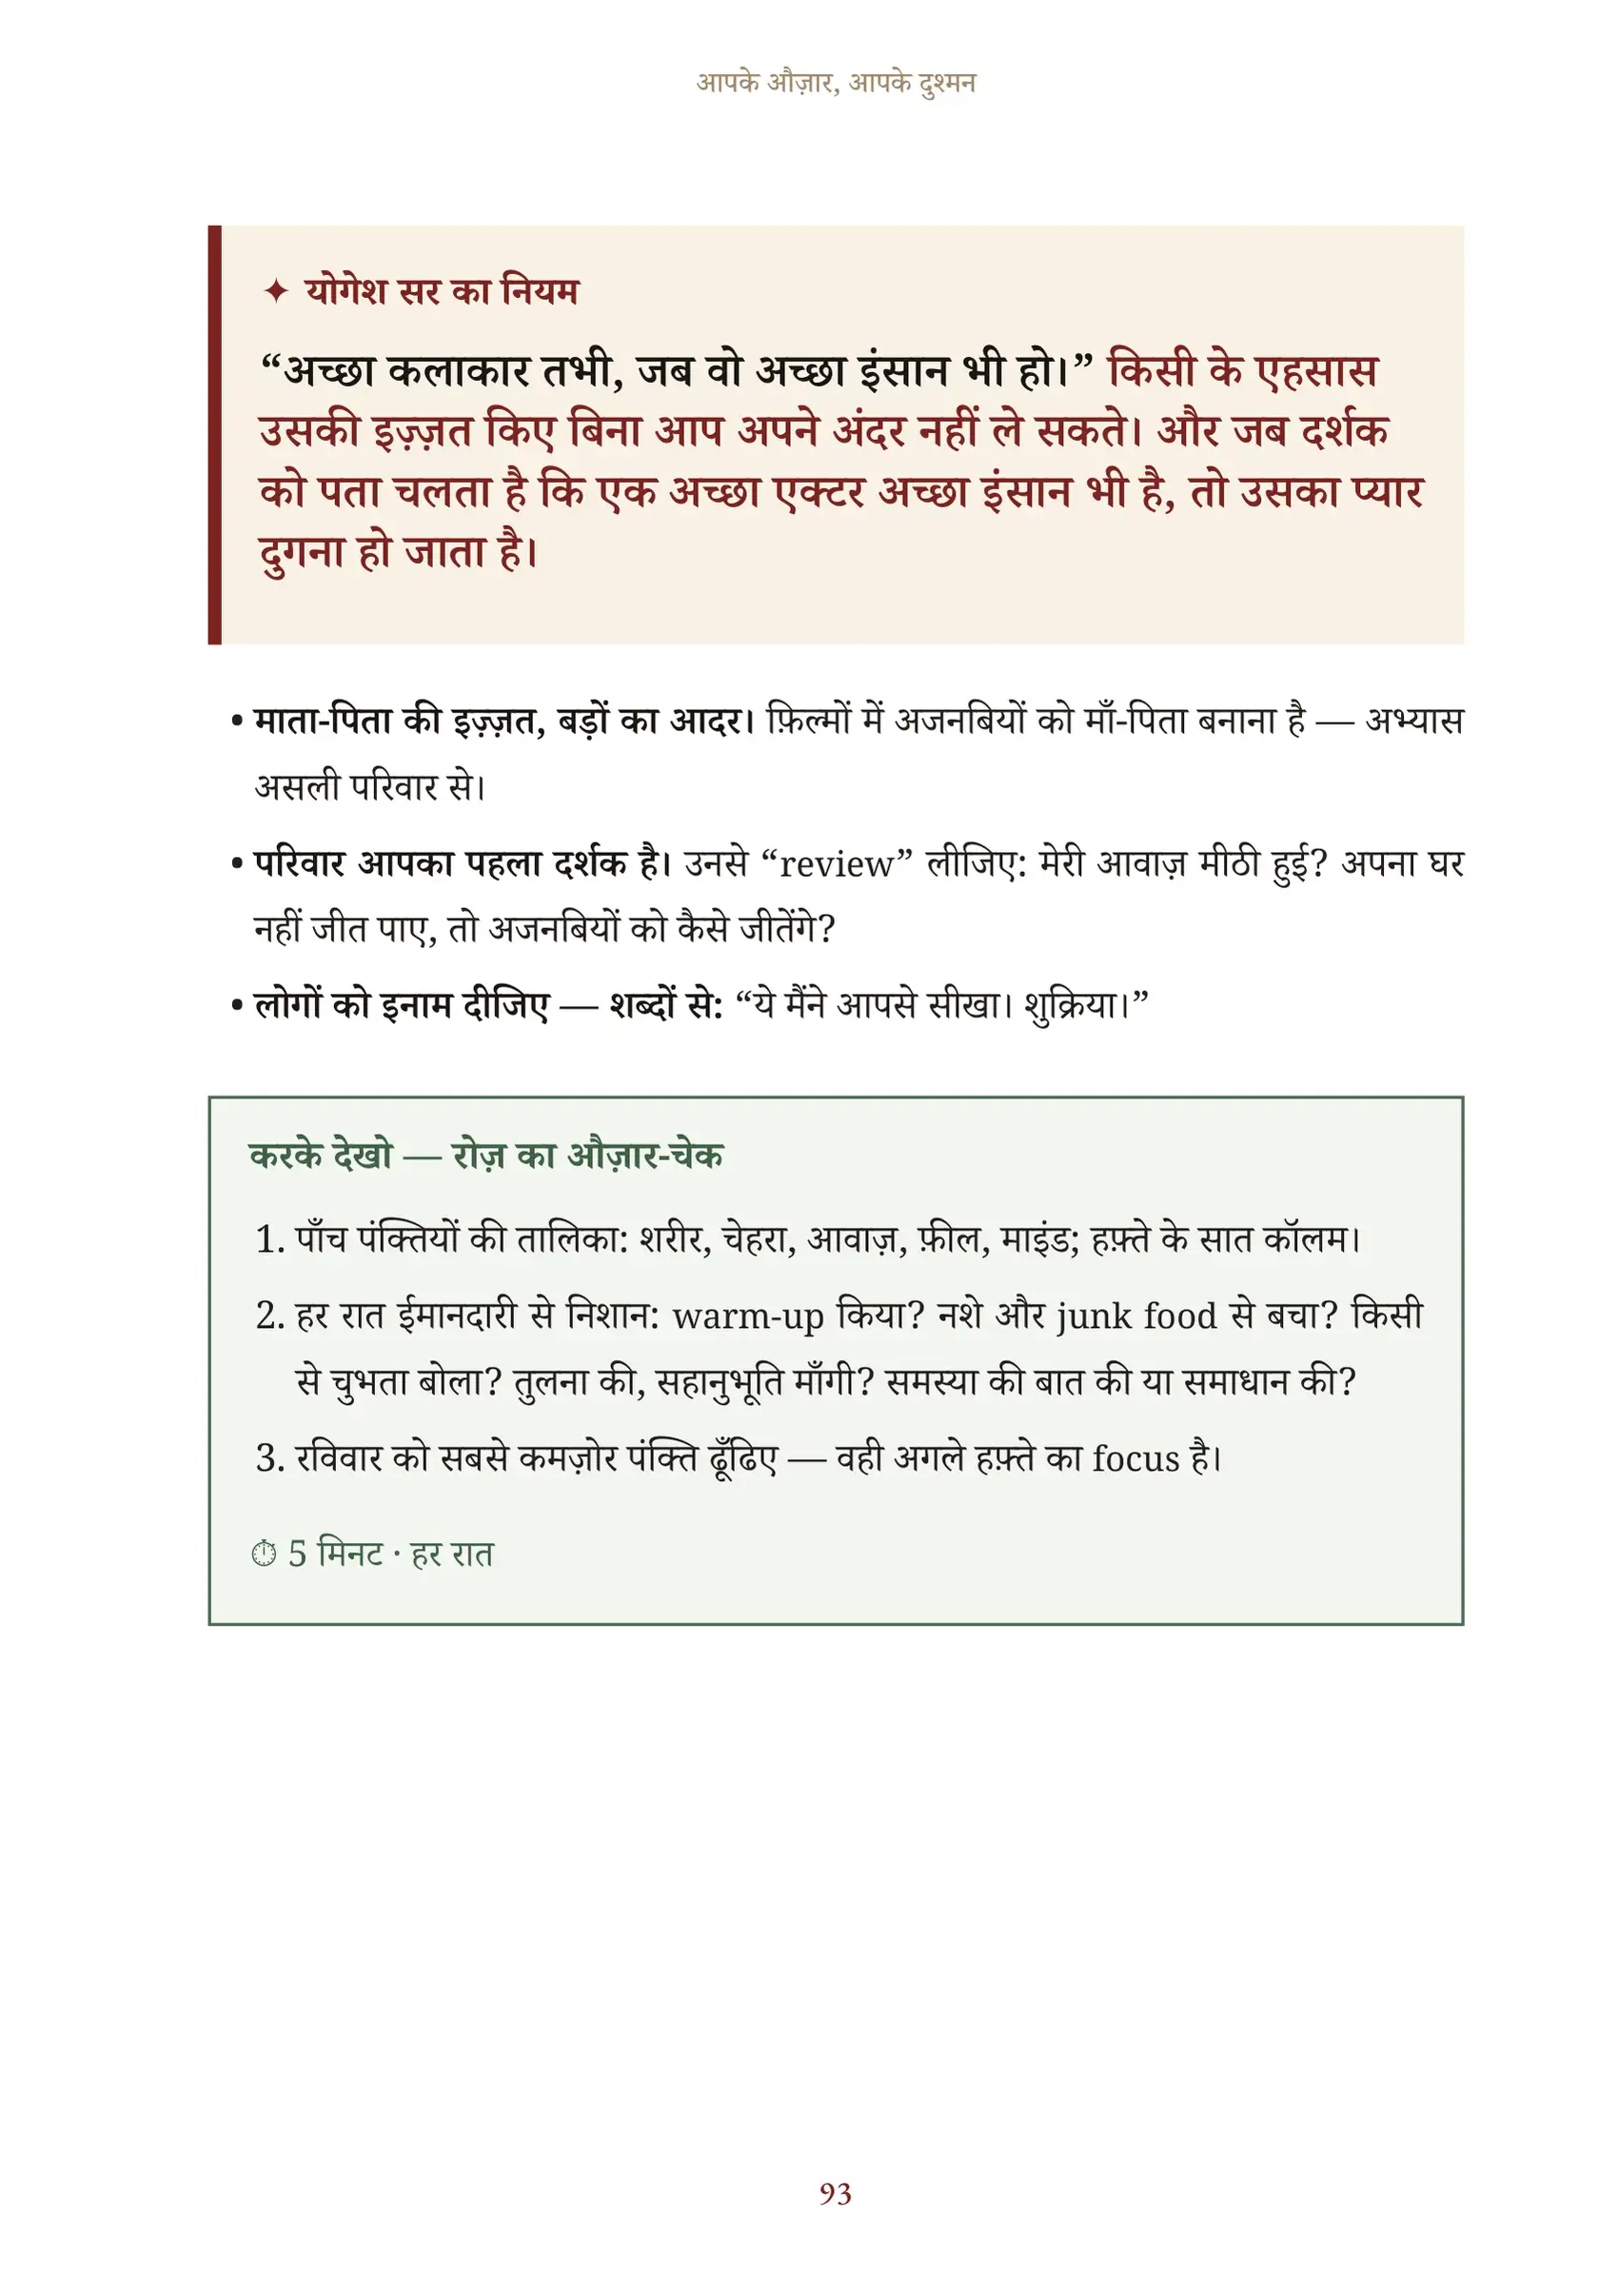 आपके औज़ार, आपके दुश्मन
✦ योगेश सर का नियम
“अच्छा कलाकार तभी, जब वो अच्छा इंसान भी हो।” किसी के एहसास
उसकी इज़्ज़त किए बिना आप अपने अंदर नहीं ले सकते। और जब दर्शक
को पता चलता है कि एक अच्छा एक्टर अच्छा इंसान भी है, तो उसका प्यार
दुगना हो जाता है।
• माता-पिता की इज़्ज़त, बड़ों का आदर। फ़िल्मों में अजनबियों को माँ-पिता बनाना है — अभ्यास
असली परिवार से।
• परिवार आपका पहला दर्शक है। उनसे “review” लीजिए: मेरी आवाज़ मीठी हुई? अपना घर
नहीं जीत पाए, तो अजनबियों को कैसे जीतेंगे?
• लोगों को इनाम दीजिए — शब्दों से: “ये मैंने आपसे सीखा। शुक्रिया।”
करके देखो — रोज़ का औज़ार-चेक
1. पाँच पंक्तियों की तालिका: शरीर, चेहरा, आवाज़, फ़ील, माइंड; हफ़्ते के सात कॉलम।
2. हर रात ईमानदारी से निशान: warm-up किया? नशे और junk food से बचा? किसी
से चुभता बोला? तुलना की, सहानुभूति माँगी? समस्या की बात की या समाधान की?
3. रविवार को सबसे कमज़ोर पंक्ति ढूँढिए — वही अगले हफ़्ते का focus है।
⏱ 5 मिनट · हर रात
93